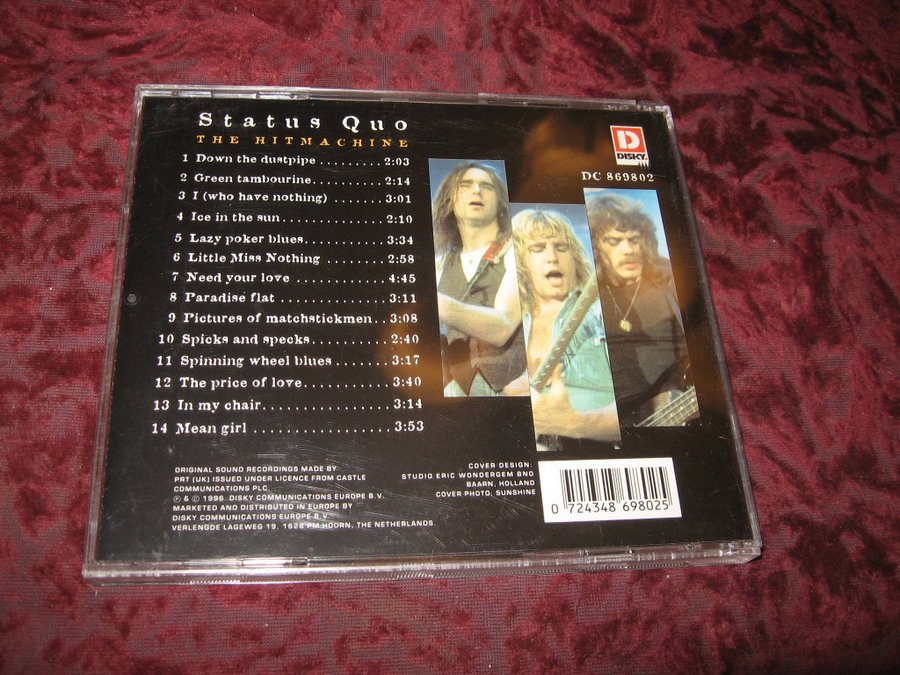 Status Quo
THE HITMACHINE
1 Down the dustpipe ......... 2:03
2 Green tambourine.......... 2:14
3 I (who have nothing) ....... 3:01
4 Ice in the sun.............. 2:10
5 Lazy poker blues........... 3:34
6 Little Miss Nothing ........ 2:58
7 Need your love ............ 4:45
8 Paradise flat .............. 3:11
9 Pictures of matchstickmen.. 3:08
10 Spicks and specks.......... 2:40
11 Spinning wheel blues....... 3:17
12 The price of love........... 3:40
13 In my chair................ 3:14
14 Mean girl ................. 3:53
DISKY
DC 869802
ORIGINAL SOUND RECORDINGS MADE BY
PRT (UK) ISSUED UNDER LICENCE FROM CASTLE
COMMUNICATIONS PLC.
℗ & © 1996 DISKY COMMUNICATIONS EUROPE B.V.
MARKETED AND DISTRIBUTED IN EUROPE BY
DISKY COMMUNICATIONS EUROPE B.V.
VERLENGDE LAGEWEG 19, 1628 PM HOORN, THE NETHERLANDS.
COVER DESIGN:
STUDIO ERIC WONDERGEM BNO
BAARN, HOLLAND
COVER PHOTO: SUNSHINE
0 724348 698025